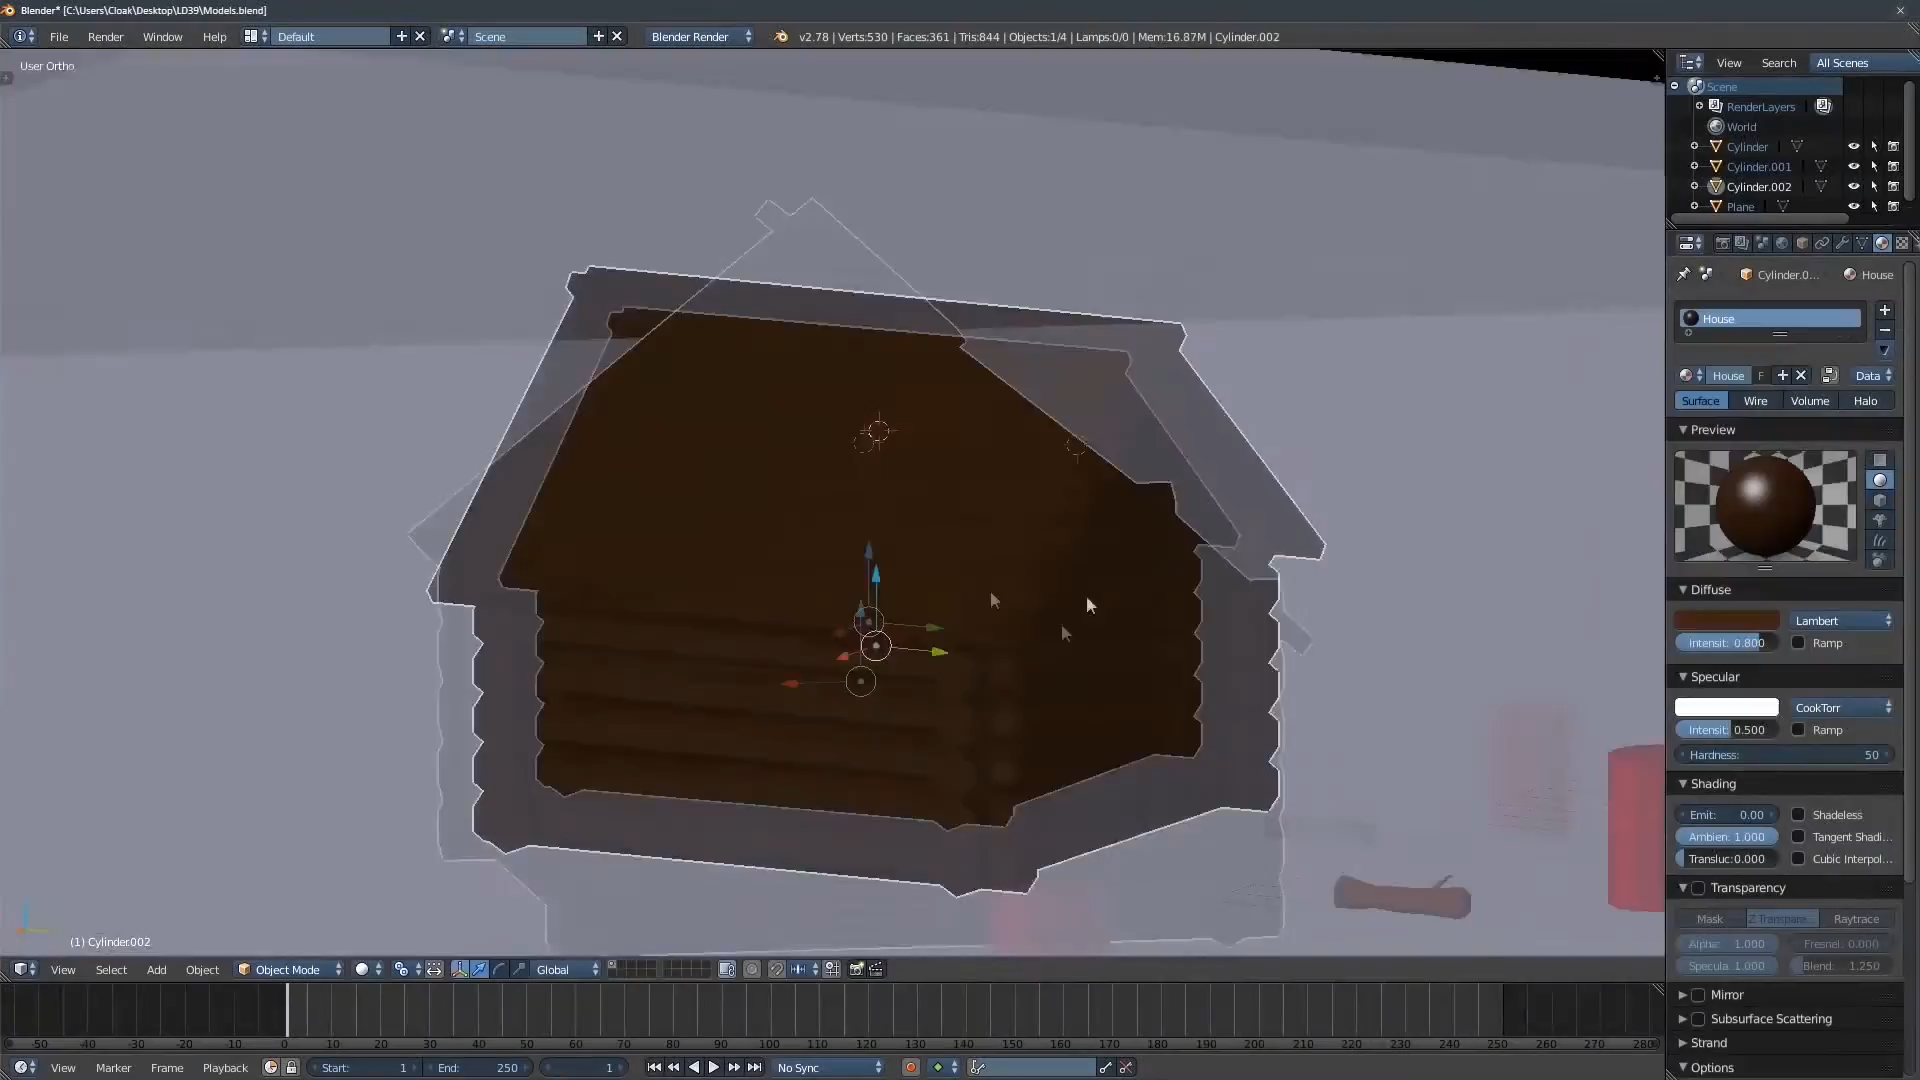 Blender* [C:\Users\Cloak\Desktop\LD39\Models.blend]
File Render Window Help Default Scene Blender Render v2.78 | Verts:530 | Faces:361 | Tris:844 | Objects:1/4 | Lamps:0/0 | Mem:16.87M | Cylinder.002
User Ortho
View Search All Scenes
Scene
RenderLayers
World
Cylinder
Cylinder.001
Cylinder.002
Plane
Cylinder.0... House
House
House F Data
Surface Wire Volume Halo
Preview
Diffuse
Lambert
Intensit: 0.800 Ramp
Specular
CookTorr
Intensit: 0.500 Ramp
Hardness: 50
Shading
Emit: 0.00 Shadeless
Ambien: 1.000 Tangent Shadi...
Transluc:0.000 Cubic Interpol...
Transparency
Mask Z Transpare... Raytrace
Alpha: 1.000 Fresnel: 0.000
Specula: 1.000 Blend: 1.250
Mirror
Subsurface Scattering
Strand
Options
(1) Cylinder.002
View Select Add Object Object Mode Global
-50 -40 -30 -20 -10 0 10 20 30 40 50 60 70 80 90 100 110 120 130 140 150 160 170 180 190 200 210 220 230 240 250 260 270 280
View Marker Frame Playback Start: 1 End: 250 1 No Sync